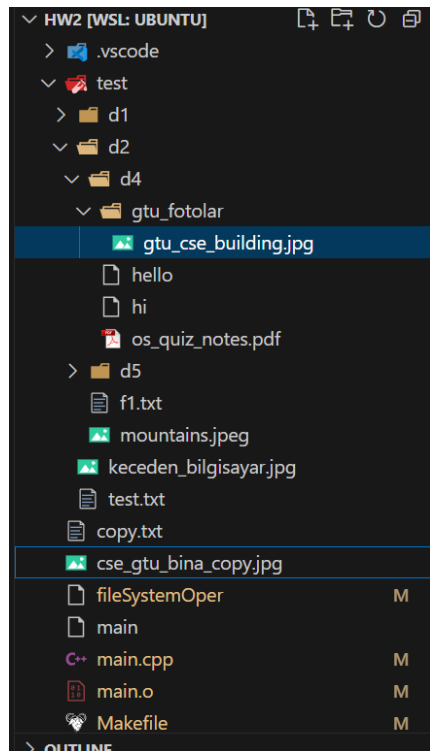 HW2 [WSL: UBUNTU]
.vscode
test
d1
d2
d4
gtu_fotolar
gtu_cse_building.jpg
hello
hi
os_quiz_notes.pdf
d5
f1.txt
mountains.jpeg
keceden_bilgisayar.jpg
test.txt
copy.txt
cse_gtu_bina_copy.jpg
fileSystemOper M
main
C++ main.cpp M
main.o M
Makefile M
OUTLINE